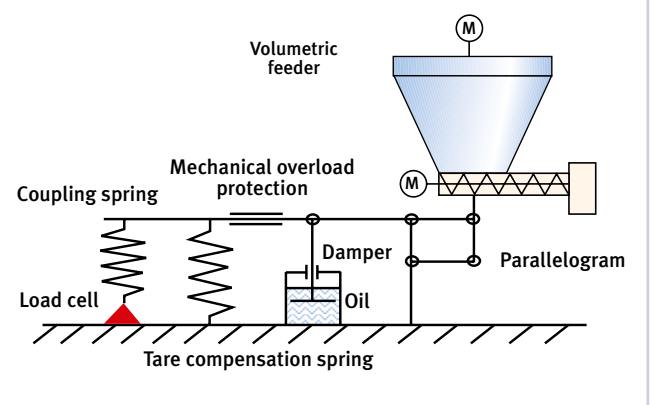 M
Volumetric
feeder
M
Mechanical overload
protection
Coupling spring
Damper
Parallelogram
Load cell
Oil
Tare compensation spring